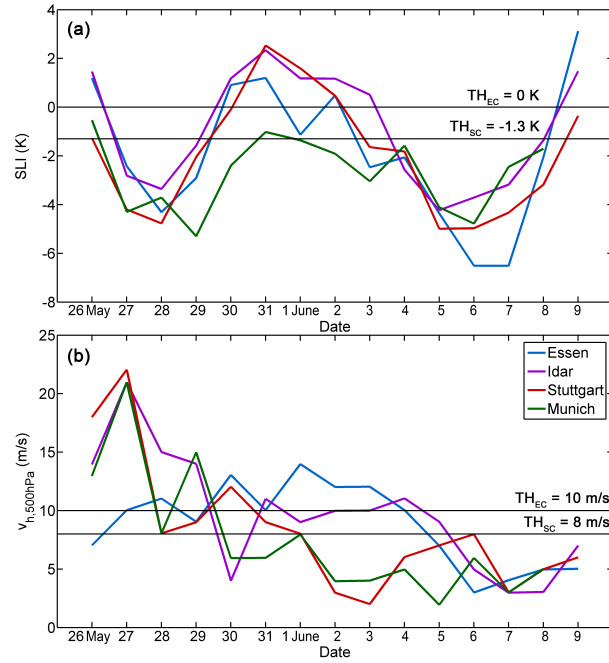 (a)
4
2
0
-2
-4
-6
-8
SLI (K)
TH_EC = 0 K
TH_SC = -1.3 K
26 May 27 28 29 30 31 1 June 2 3 4 5 6 7 8 9
Date
(b)
25
20
15
10
5
0
v_h,500hPa (m/s)
Essen
Idar
Stuttgart
Munich
TH_EC = 10 m/s
TH_SC = 8 m/s
26 May 27 28 29 30 31 1 June 2 3 4 5 6 7 8 9
Date